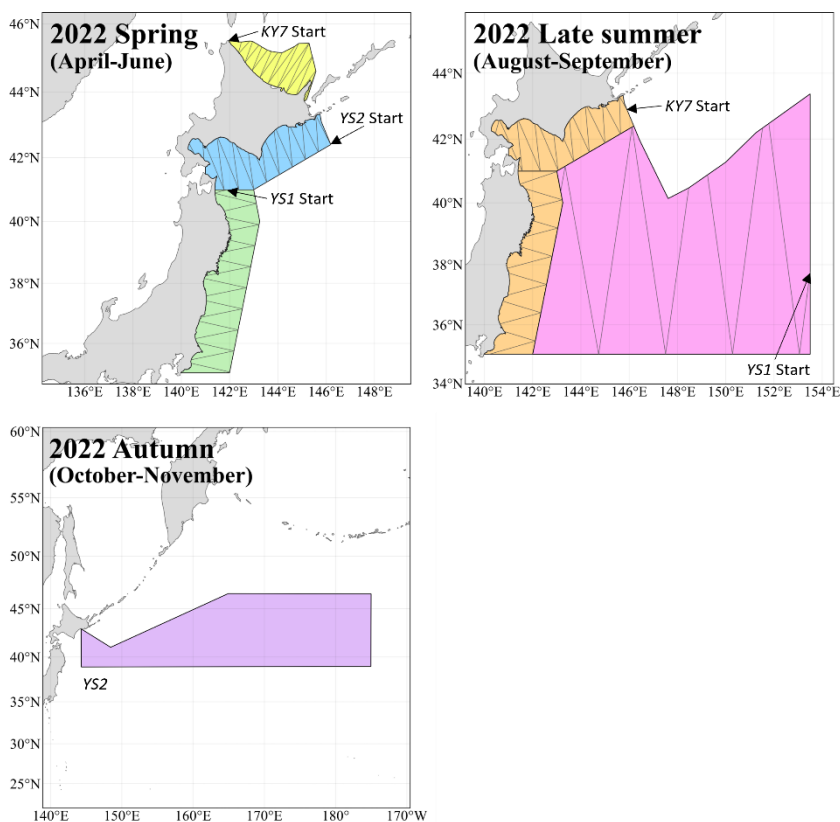 2022 Spring
(April-June)
KY7 Start
YS2 Start
YS1 Start
46°N
44°N
42°N
40°N
38°N
36°N
136°E 138°E 140°E 142°E 144°E 146°E 148°E
2022 Late summer
(August-September)
KY7 Start
YS1 Start
44°N
42°N
40°N
38°N
36°N
34°N
140°E 142°E 144°E 146°E 148°E 150°E 152°E 154°E
2022 Autumn
(October-November)
YS2
60°N
55°N
50°N
45°N
40°N
35°N
30°N
25°N
140°E 150°E 160°E 170°E 180° 170°W